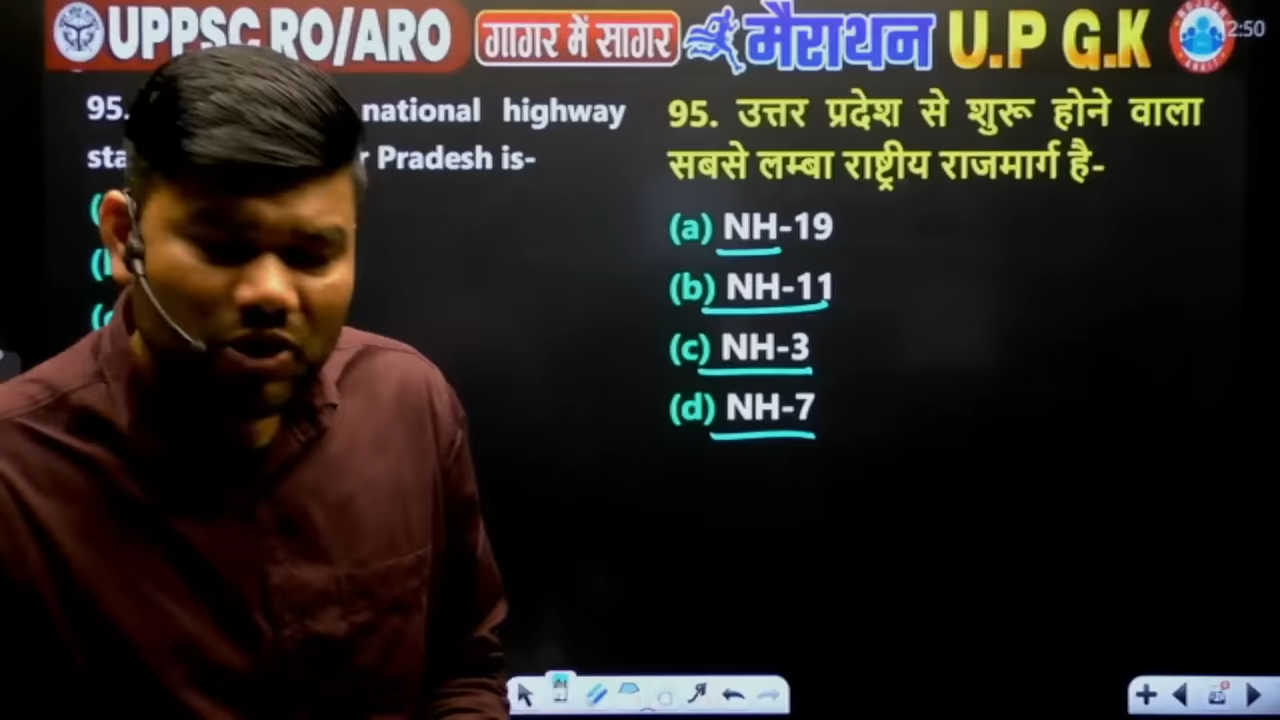 UPPSC RO/ARO गागर में सागर मैराथन U.P G.K 2:50
95. national highway
Pradesh is-
95. उत्तर प्रदेश से शुरू होने वाला
सबसे लम्बा राष्ट्रीय राजमार्ग है-
(a) NH-19
(b) NH-11
(c) NH-3
(d) NH-7